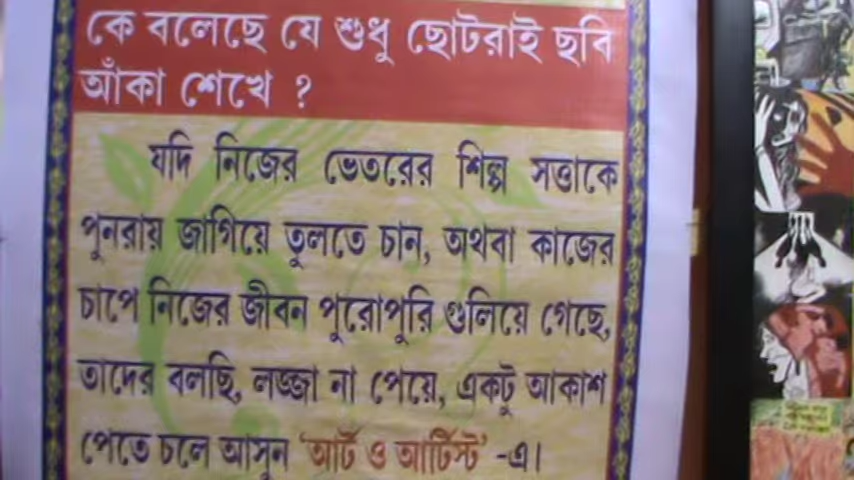 কে বলেছে যে শুধু ছোটরাই ছবি
আঁকা শেখে ?
যদি নিজের ভেতরের শিল্প সত্তাকে
পুনরায় জাগিয়ে তুলতে চান, অথবা কাজের
চাপে নিজের জীবন পুরোপুরি গুলিয়ে গেছে,
তাদের বলছি, লজ্জা না পেয়ে, একটু আকাশ
পেতে চলে আসুন 'আর্ট ও আর্টিস্ট' -এ।